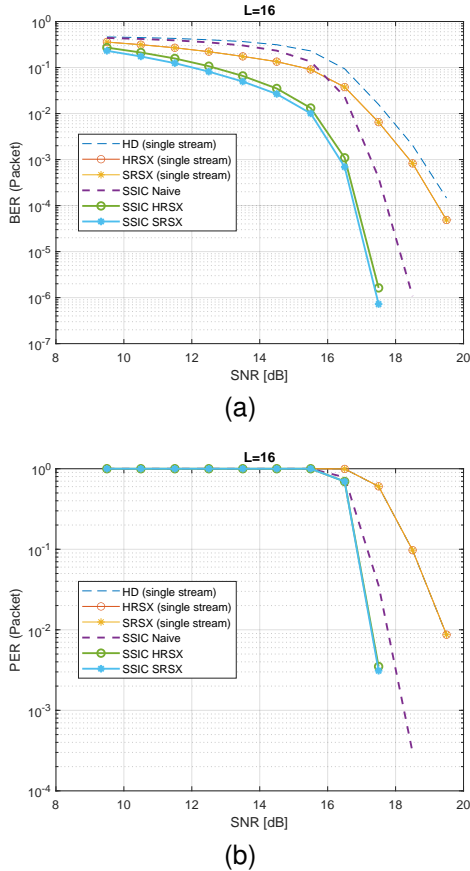 L=16
BER (Packet)
10^0
10^-1
10^-2
10^-3
10^-4
10^-5
10^-6
10^-7
HD (single stream)
HRSX (single stream)
SRSX (single stream)
SSIC Naive
SSIC HRSX
SSIC SRSX
8 10 12 14 16 18 20
SNR [dB]
(a)
L=16
PER (Packet)
10^0
10^-1
10^-2
10^-3
10^-4
HD (single stream)
HRSX (single stream)
SRSX (single stream)
SSIC Naive
SSIC HRSX
SSIC SRSX
8 10 12 14 16 18 20
SNR [dB]
(b)